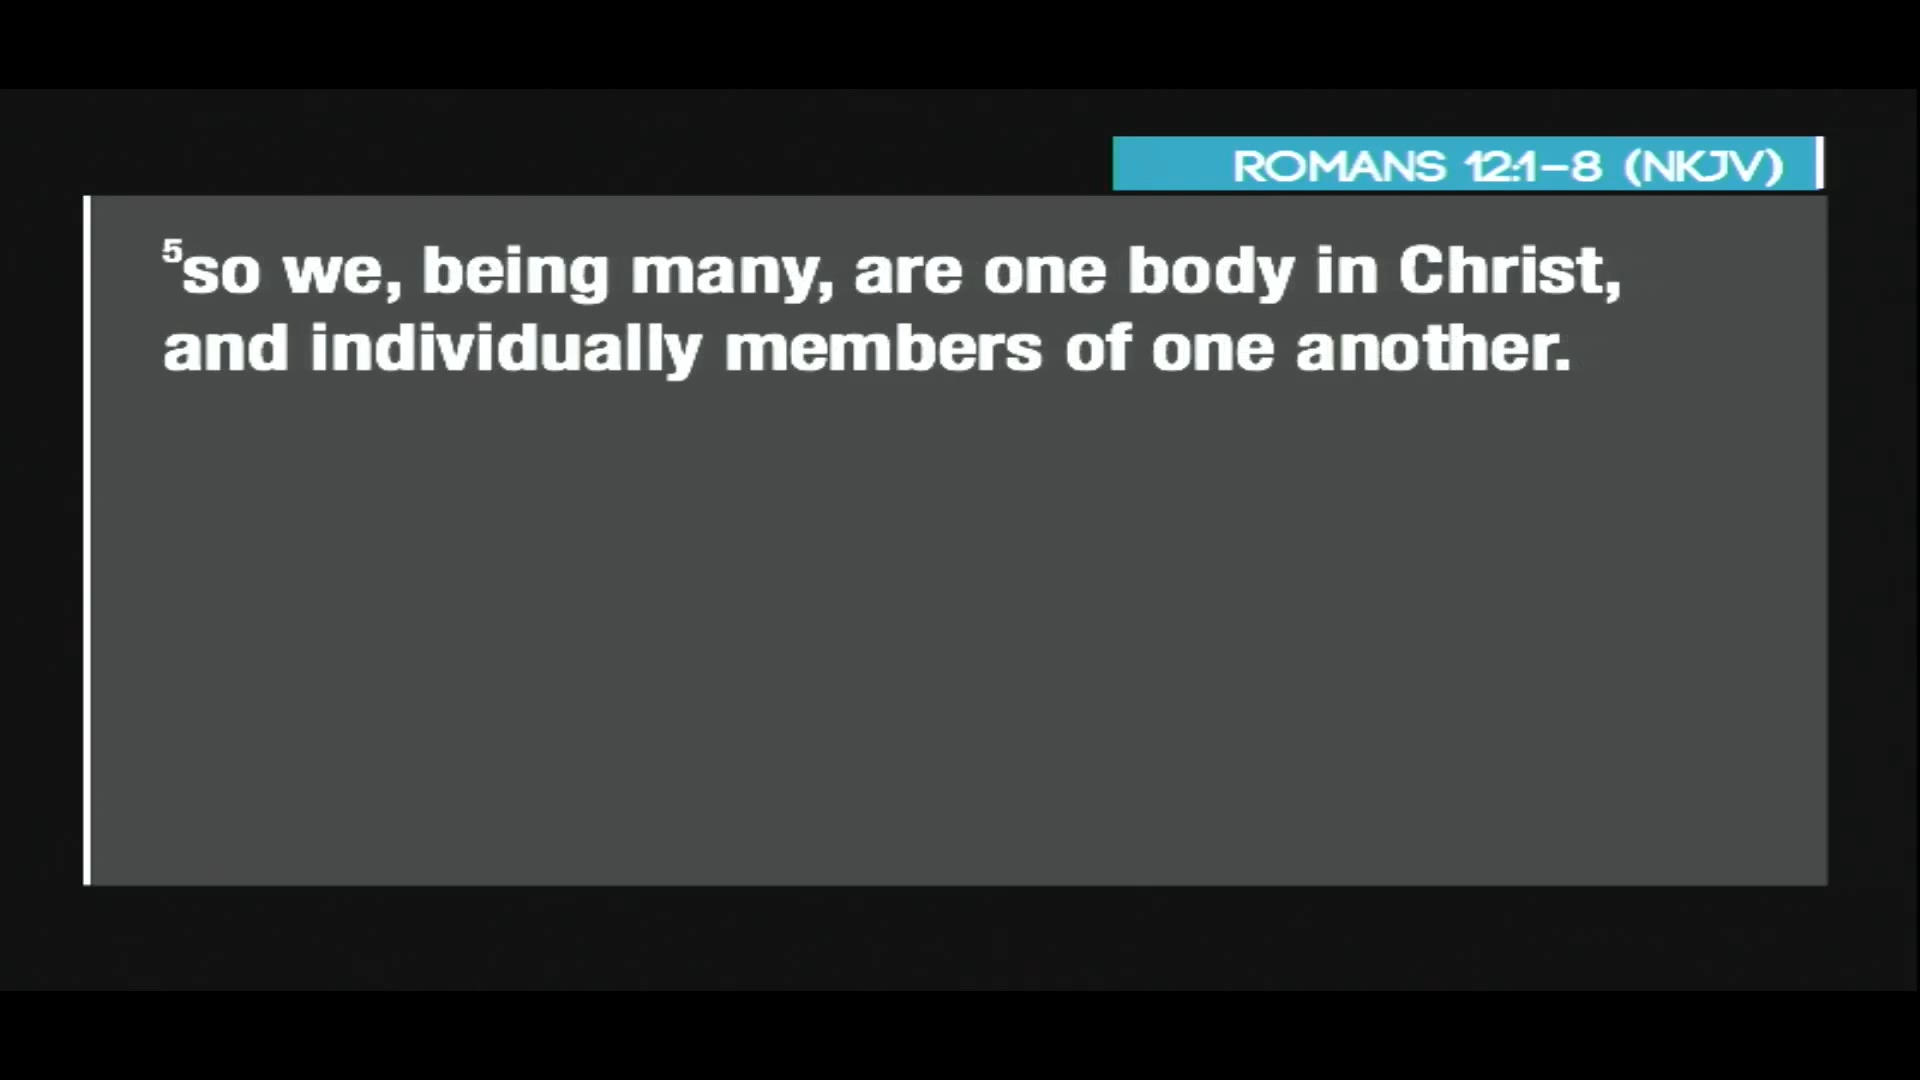 ROMANS 12:1–8 (NKJV)
⁵so we, being many, are one body in Christ,
and individually members of one another.